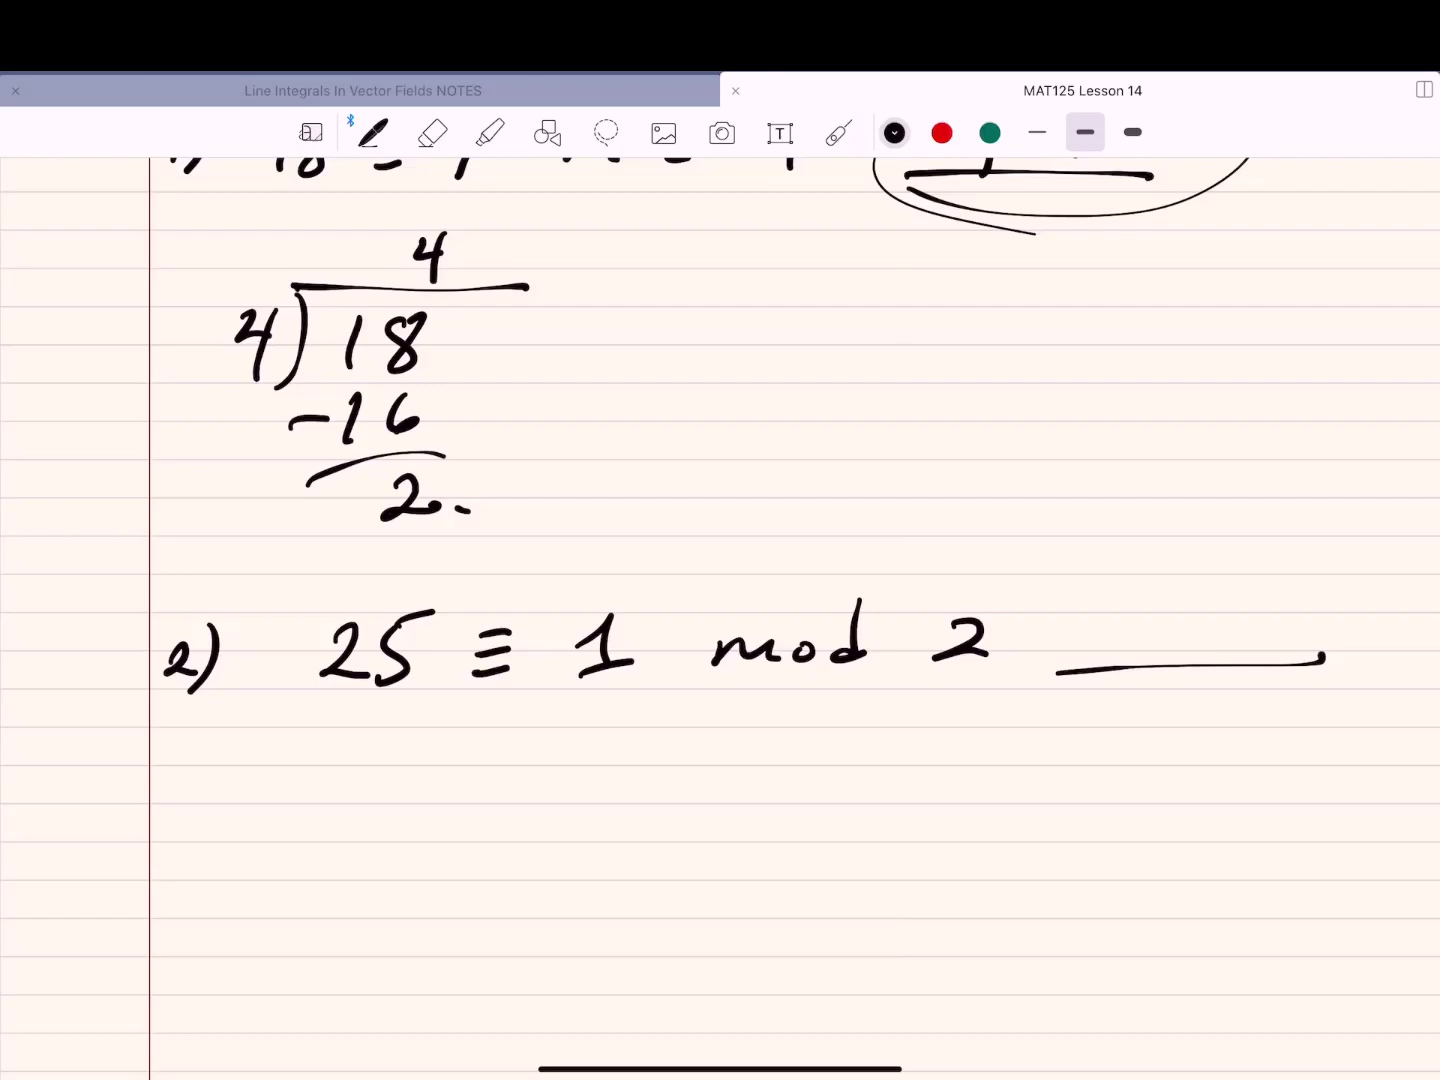 Line Integrals In Vector Fields NOTES
MAT125 Lesson 14
T
4
4) 18
-16
2.
2) 25 ≡ 1 mod 2 ______